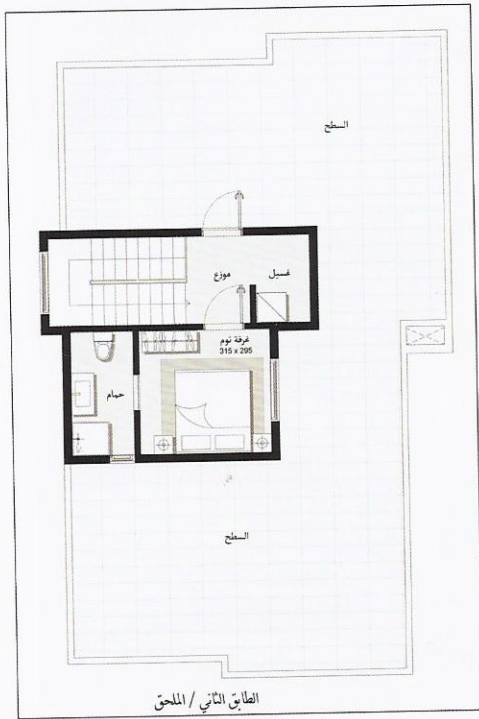 السطح
موزع
غسيل
غرفة نوم
315 x 295
حمام
السطح
الطابق الثاني / الملحق